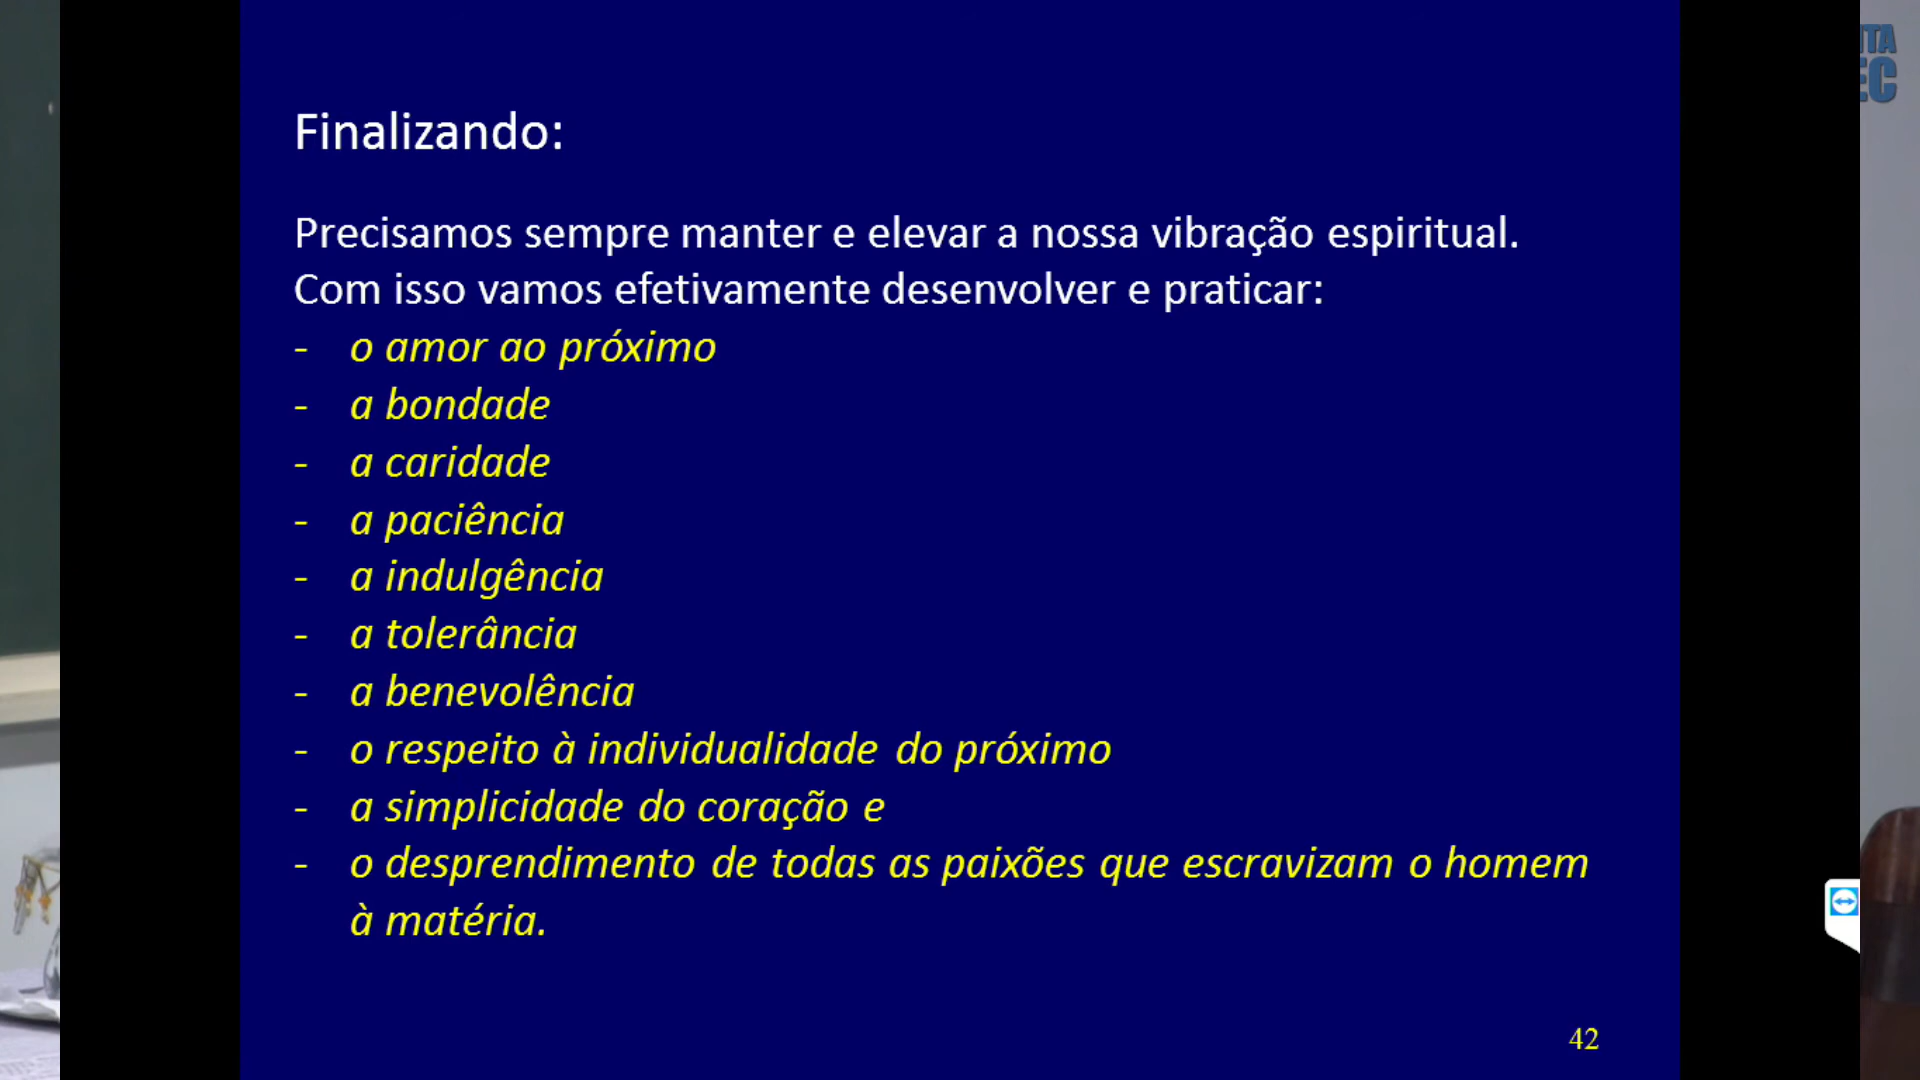 Finalizando:
Precisamos sempre manter e elevar a nossa vibração espiritual.
Com isso vamos efetivamente desenvolver e praticar:
- o amor ao próximo
- a bondade
- a caridade
- a paciência
- a indulgência
- a tolerância
- a benevolência
- o respeito à individualidade do próximo
- a simplicidade do coração e
- o desprendimento de todas as paixões que escravizam o homem
à matéria.
42